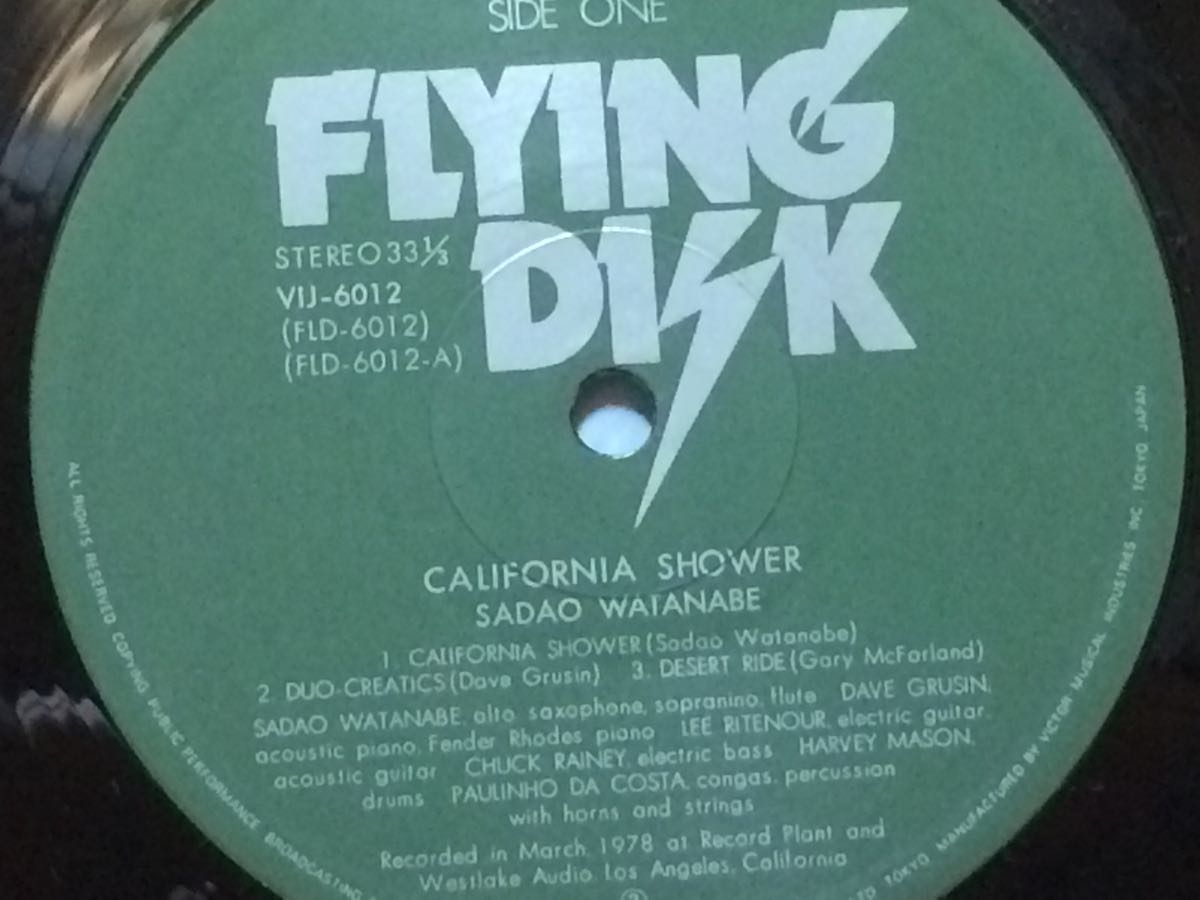 SIDE ONE
FLYING
DISK
STEREO 33 1/3
VIJ-6012
(FLD-6012)
(FLD-6012-A)
CALIFORNIA SHOWER
SADAO WATANABE
1. CALIFORNIA SHOWER (Sadao Watanabe)
2. DUO-CREATICS (Dave Grusin) 3. DESERT RIDE (Gary McFarland)
SADAO WATANABE, alto saxophone, sopranino, flute DAVE GRUSIN,
acoustic piano, Fender Rhodes piano LEE RITENOUR, electric guitar,
acoustic guitar CHUCK RAINEY, electric bass HARVEY MASON,
drums PAULINHO DA COSTA, congas, percussion
with horns and strings
Recorded in March, 1978 at Record Plant and
Westlake Audio, Los Angeles, California
ALL RIGHTS RESERVED COPYING PUBLIC PERFORMANCE BROADCASTING
TOKYO MANUFACTURED BY VICTOR MUSICAL INDUSTRIES INC TOKYO JAPAN